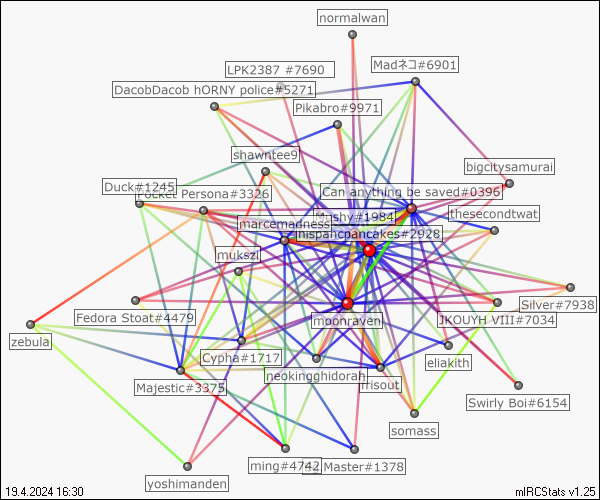 normalwan
Madネコ#6901
LPK2387 #7690
DacobDacob hORNY police#5271
Pikabro#9971
shawntee9
bigcitysamurai
Duck#1245
Pocket Persona#3326
Can anything be saved#0396
Mushy#1984
thesecondtwat
marcemadness
hispanicpancakes#2928
mukszi
Silver#7938
Fedora Stoat#4479
moonraven
JKOUYH VIII#7034
zebula
Cypha#1717
eliakith
neokingghidorah
Majestic#3375
frisout
Swirly Boi#6154
somass
ming#4742
Master#1378
yoshimanden
19.4.2024 16:30
mIRCStats v1.25